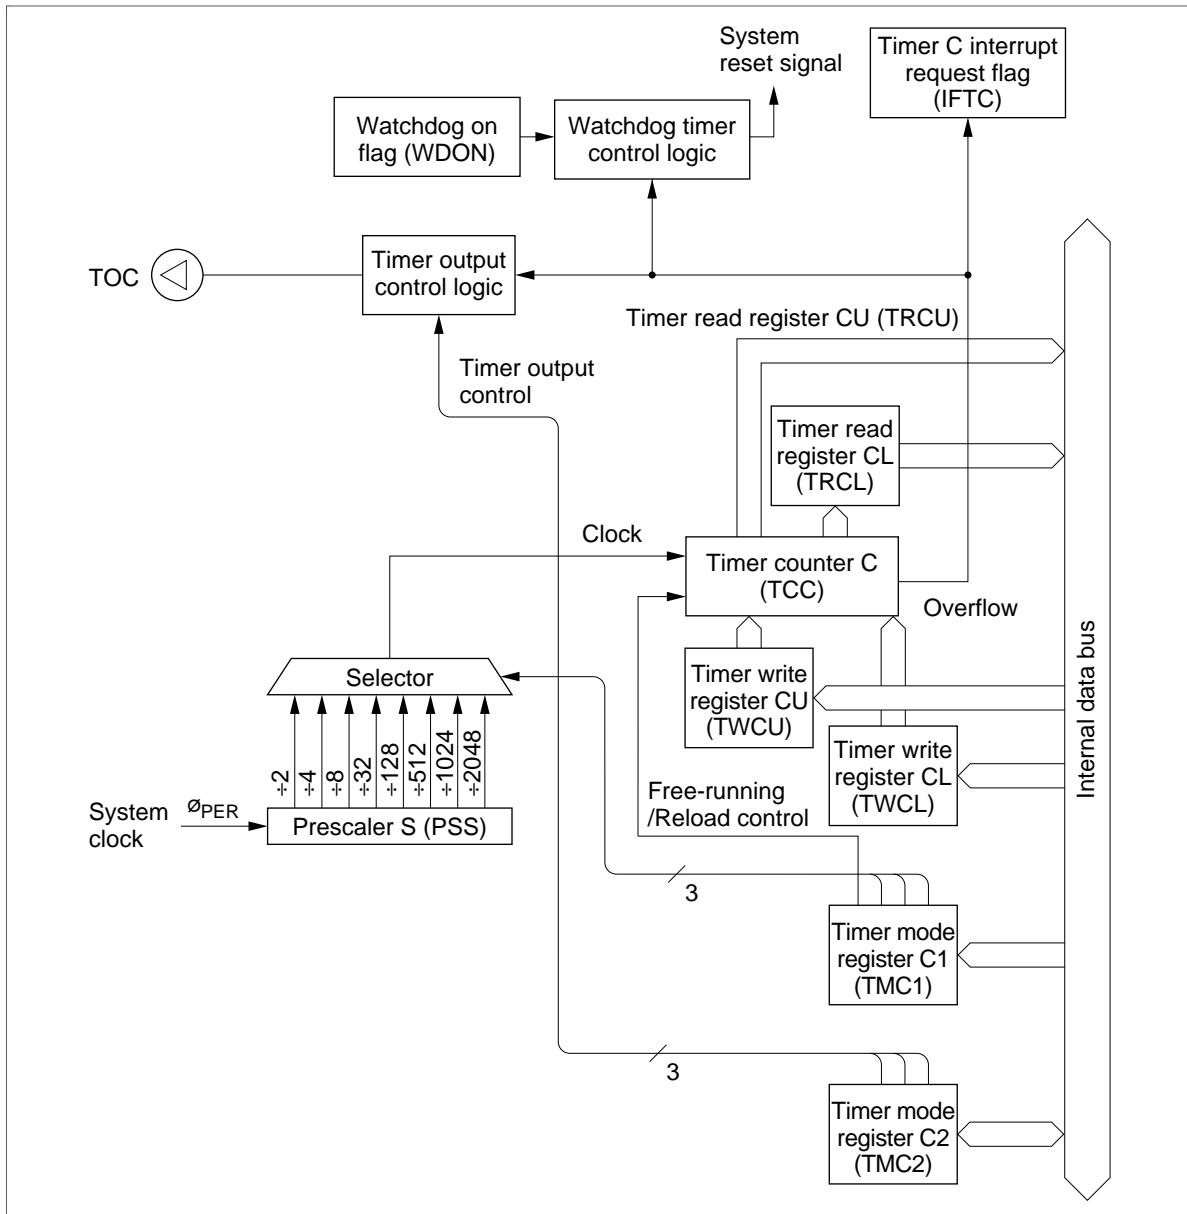 System
reset signal
Timer C interrupt
request flag
(IFTC)
Watchdog on
flag (WDON)
Watchdog timer
control logic
TOC
Timer output
control logic
Timer read register CU (TRCU)
Timer output
control
Timer read
register CL
(TRCL)
Clock
Timer counter C
(TCC)
Overflow
Internal data bus
Selector
Timer write
register CU
(TWCU)
÷2
÷4
÷8
÷32
÷128
÷512
÷1024
÷2048
Timer write
register CL
(TWCL)
System
clock
øPER
Prescaler S (PSS)
Free-running
/Reload control
3
Timer mode
register C1
(TMC1)
3
Timer mode
register C2
(TMC2)